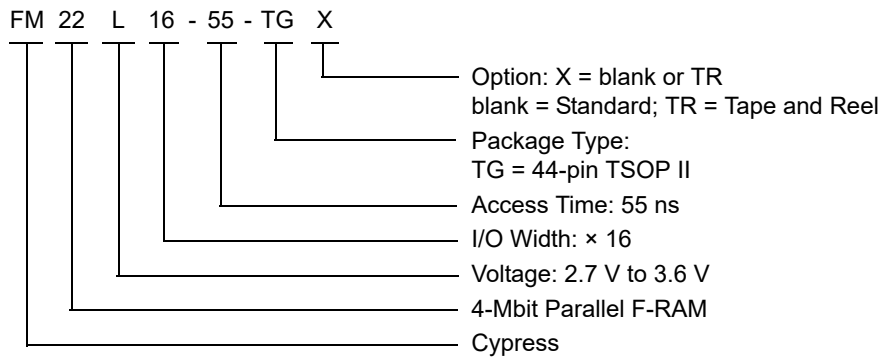 FM 22 L 16 - 55 - TG X
Option: X = blank or TR
blank = Standard; TR = Tape and Reel
Package Type:
TG = 44-pin TSOP II
Access Time: 55 ns
I/O Width: × 16
Voltage: 2.7 V to 3.6 V
4-Mbit Parallel F-RAM
Cypress